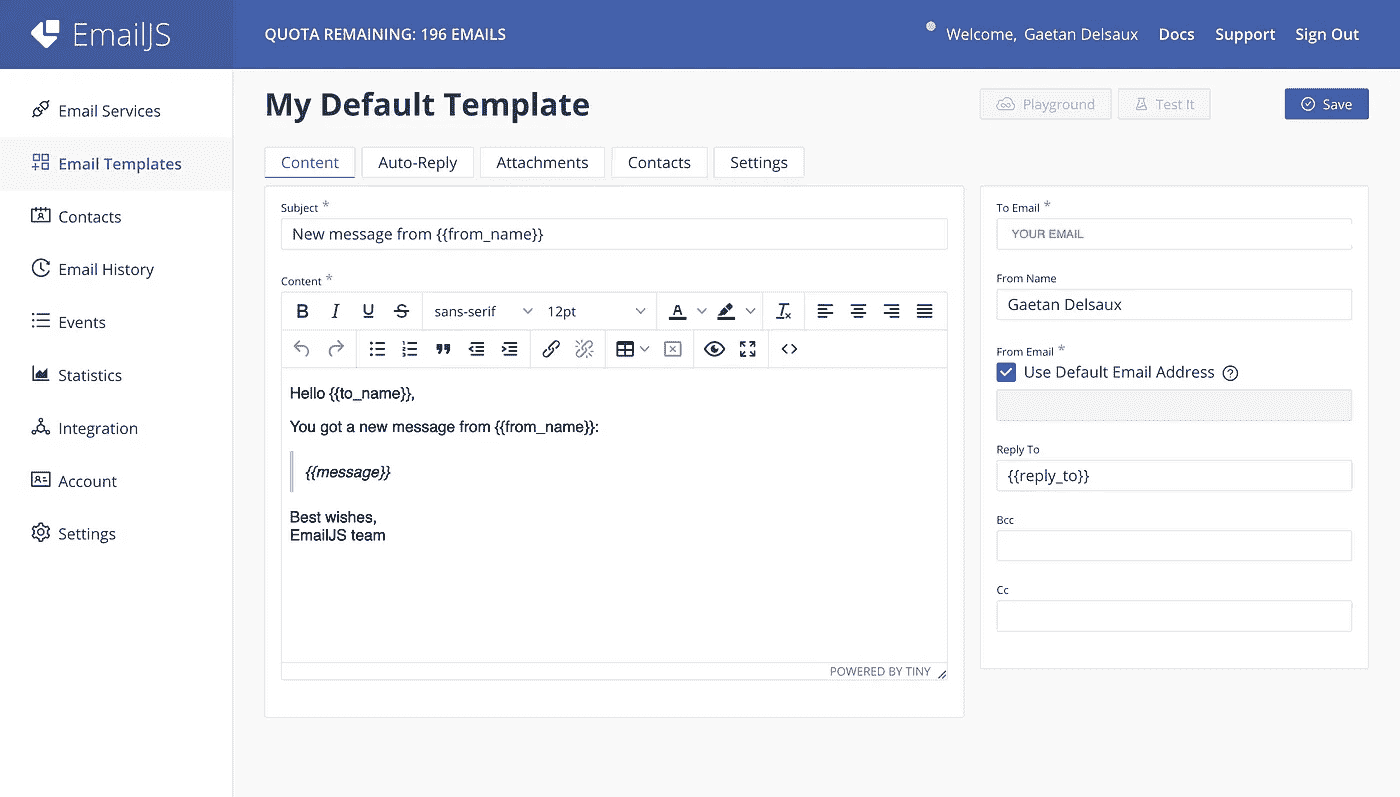 EmailJS
QUOTA REMAINING: 196 EMAILS
Welcome, Gaetan Delsaux
Docs
Support
Sign Out
Email Services
Email Templates
Contacts
Email History
Events
Statistics
Integration
Account
Settings
My Default Template
Playground
Test It
Save
Content
Auto-Reply
Attachments
Contacts
Settings
Subject *
New message from {{from_name}}
Content *
B I U S sans-serif 12pt A
Hello {{to_name}},
You got a new message from {{from_name}}:
{{message}}
Best wishes,
EmailJS team
POWERED BY TINY
To Email *
YOUR EMAIL
From Name
Gaetan Delsaux
From Email *
Use Default Email Address
Reply To
{{reply_to}}
Bcc
Cc